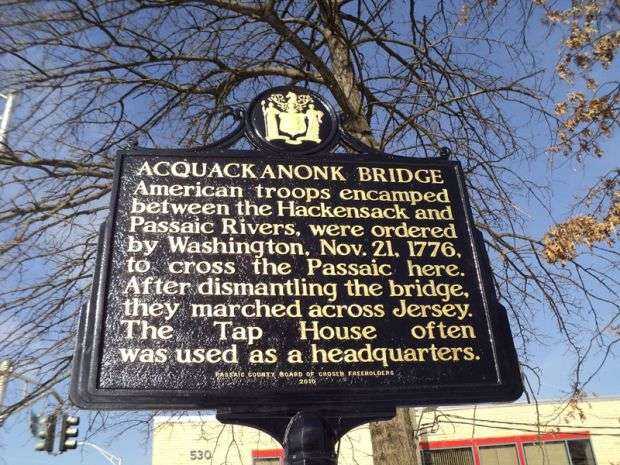 ACQUACKANONK BRIDGE
American troops encamped
between the Hackensack and
Passaic Rivers, were ordered
by Washington, Nov. 21, 1776,
to cross the Passaic here.
After dismantling the bridge,
they marched across Jersey.
The Tap House often
was used as a headquarters.
PASSAIC COUNTY BOARD OF CHOSEN FREEHOLDERS
2010
530